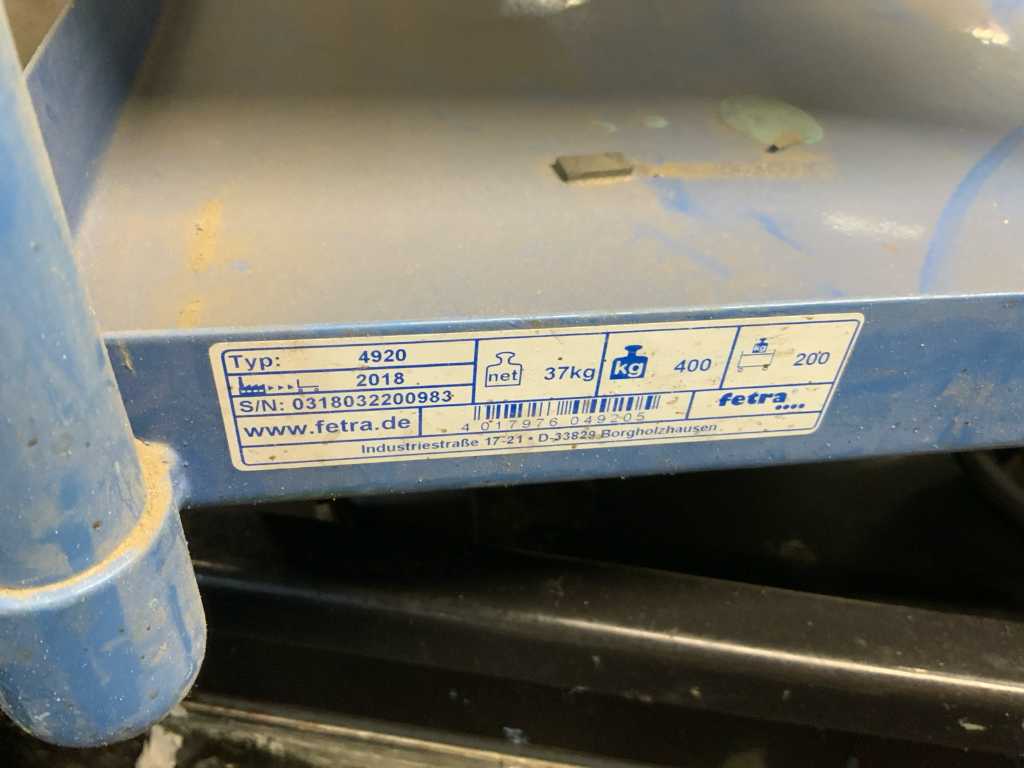 Typ: 4920
2018
S/N: 0318032200983
www.fetra.de
net 37kg
kg 400
kg 200
4 017976 049205
fetra
Industriestraße 17-21 • D-33829 Borgholzhausen